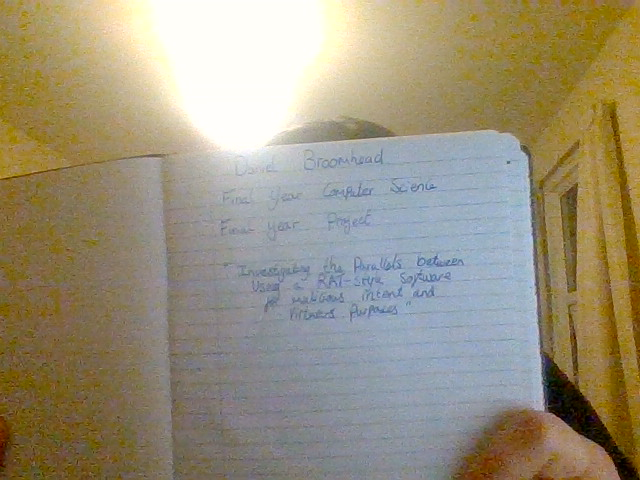 Daniel Broomhead
Final year Computer Science
Final year Project
"Investigating the Parallels between
Using a RAT-Style Software
for Malicious intent and
Purposes"